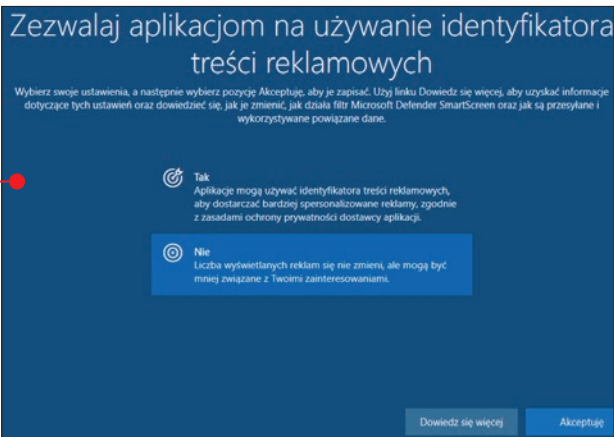 Zezwalaj aplikacjom na używanie identyfikatora
treści reklamowych
Wybierz swoje ustawienia, a następnie wybierz pozycję Akceptuję, aby je zapisać. Użyj linku Dowiedz się więcej, aby uzyskać informacje
dotyczące tych ustawień oraz dowiedzieć się, jak je zmienić, jak działa filtr Microsoft Defender SmartScreen oraz jak są przesyłane i
wykorzystywane powiązane dane.
Tak
Aplikacje mogą używać identyfikatora treści reklamowych,
aby dostarczać bardziej spersonalizowane reklamy, zgodnie
z zasadami ochrony prywatności dostawcy aplikacji.
Nie
Liczba wyświetlanych reklam się nie zmieni, ale mogą być
mniej związane z Twoimi zainteresowaniami.
Dowiedz się więcej
Akceptuję